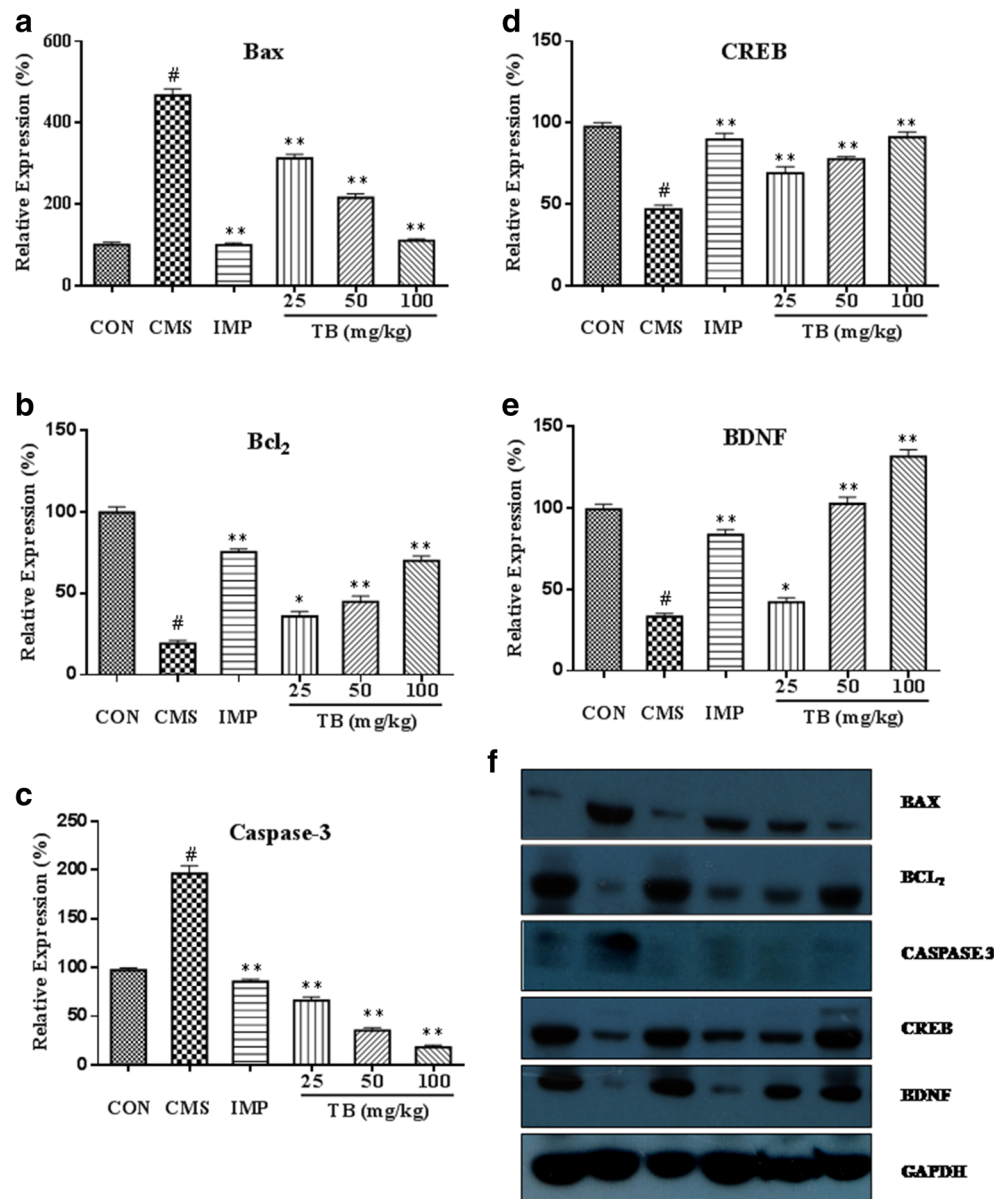 a
Bax
Relative Expression (%)
600
400
200
0
#
**
**
**
**
25 50 100
CON CMS IMP TB (mg/kg)
b
Bcl2
Relative Expression (%)
150
100
50
0
#
**
*
**
**
25 50 100
CON CMS IMP TB (mg/kg)
c
Caspase-3
Relative Expression (%)
250
200
150
100
50
0
#
**
**
**
**
25 50 100
CON CMS IMP TB (mg/kg)
d
CREB
Relative Expression (%)
150
100
50
0
#
**
**
**
**
25 50 100
CON CMS IMP TB (mg/kg)
e
BDNF
Relative Expression (%)
150
100
50
0
#
**
*
**
**
25 50 100
CON CMS IMP TB (mg/kg)
f
BAX
BCL2
CASPASE 3
CREB
BDNF
GAPDH